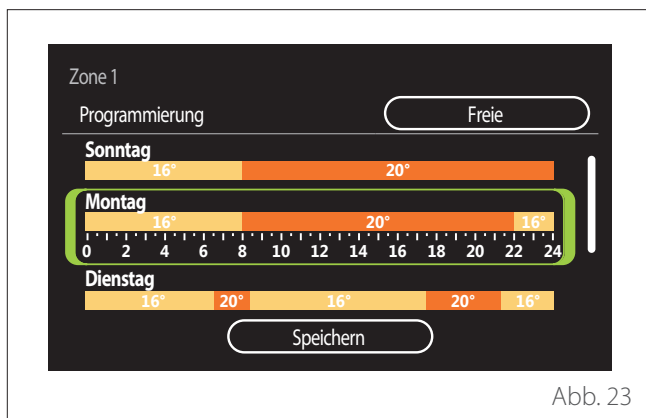 Zone 1
Programmierung Freie
Sonntag
16° 20°
Montag
16° 20° 16°
0 2 4 6 8 10 12 14 16 18 20 22 24
Dienstag
16° 20° 16° 20° 16°
Speichern
Abb. 23